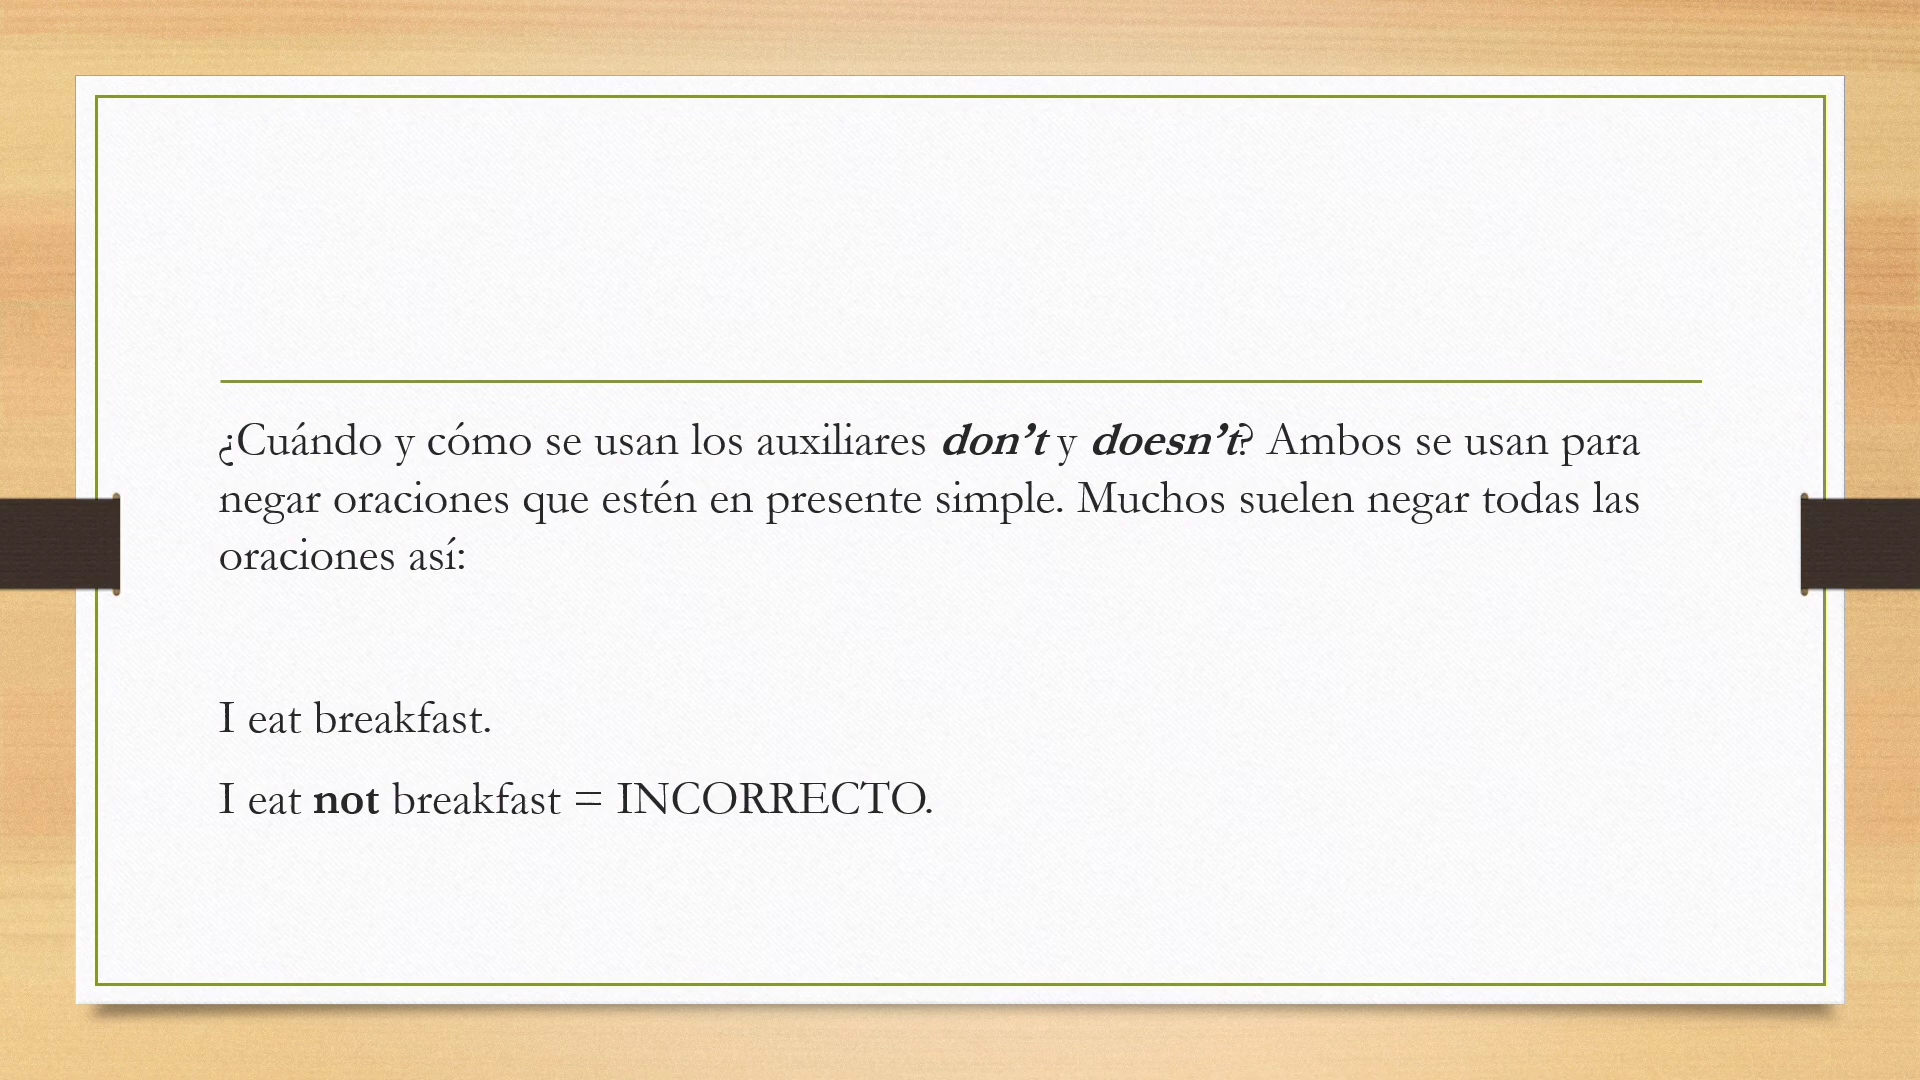 ¿Cuándo y cómo se usan los auxiliares don’t y doesn’t? Ambos se usan para
negar oraciones que estén en presente simple. Muchos suelen negar todas las
oraciones así:
I eat breakfast.
I eat not breakfast = INCORRECTO.